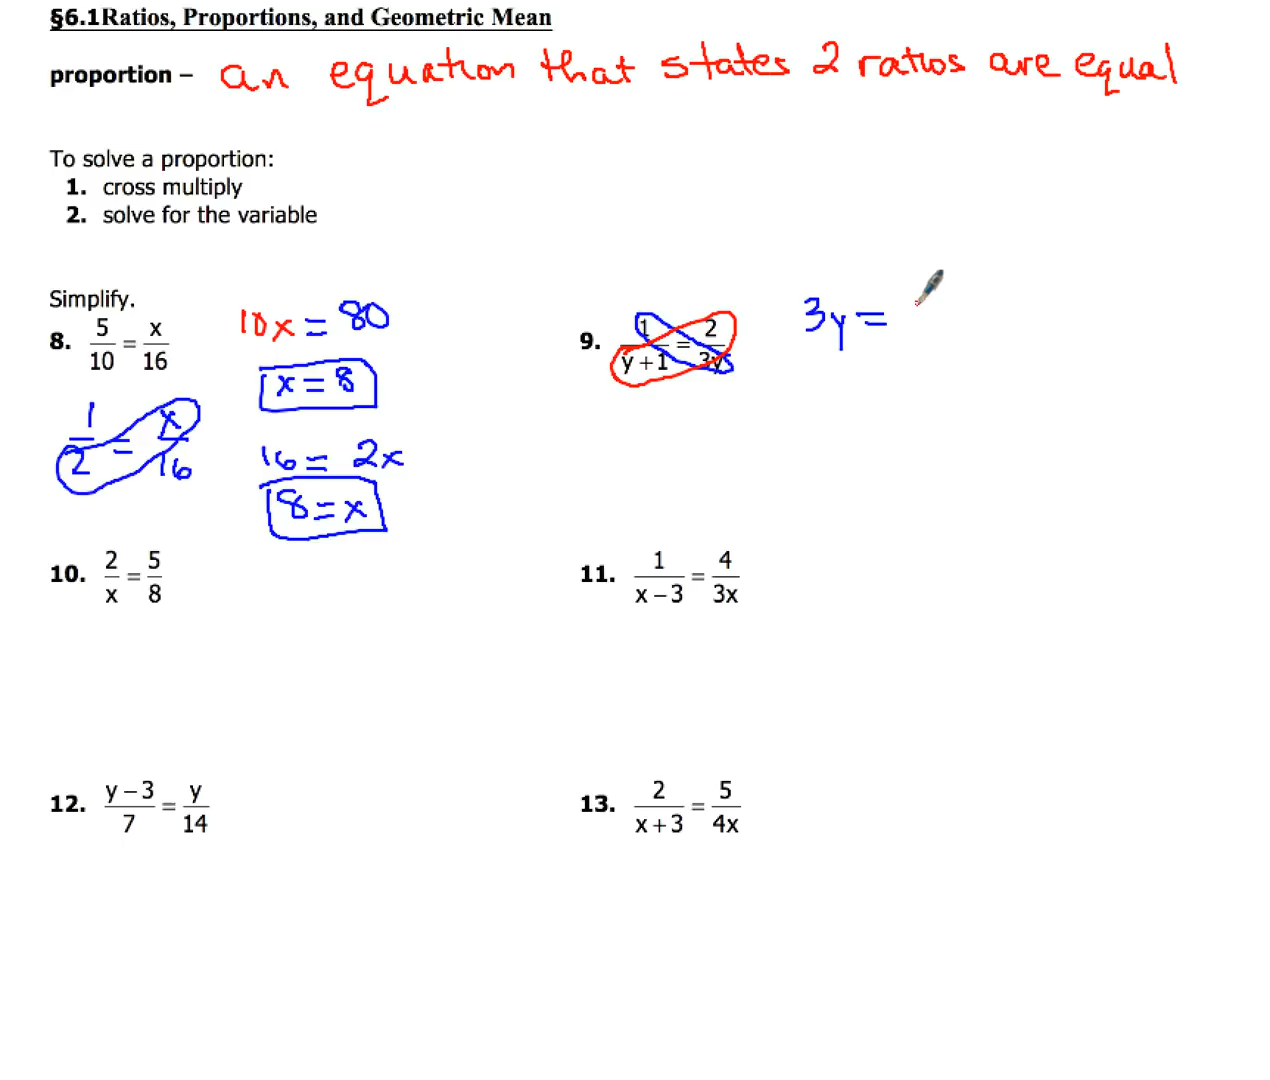 §6.1Ratios, Proportions, and Geometric Mean
proportion – an equation that states 2 ratios are equal
To solve a proportion:
1. cross multiply
2. solve for the variable
Simplify.
8. 5/10 = x/16
10x = 80
x = 8
1/2 = x/16
16 = 2x
8 = x
9. 1/(y + 1) = 2/3y
3y =
10. 2/x = 5/8
11. 1/(x – 3) = 4/3x
12. (y – 3)/7 = y/14
13. 2/(x + 3) = 5/4x